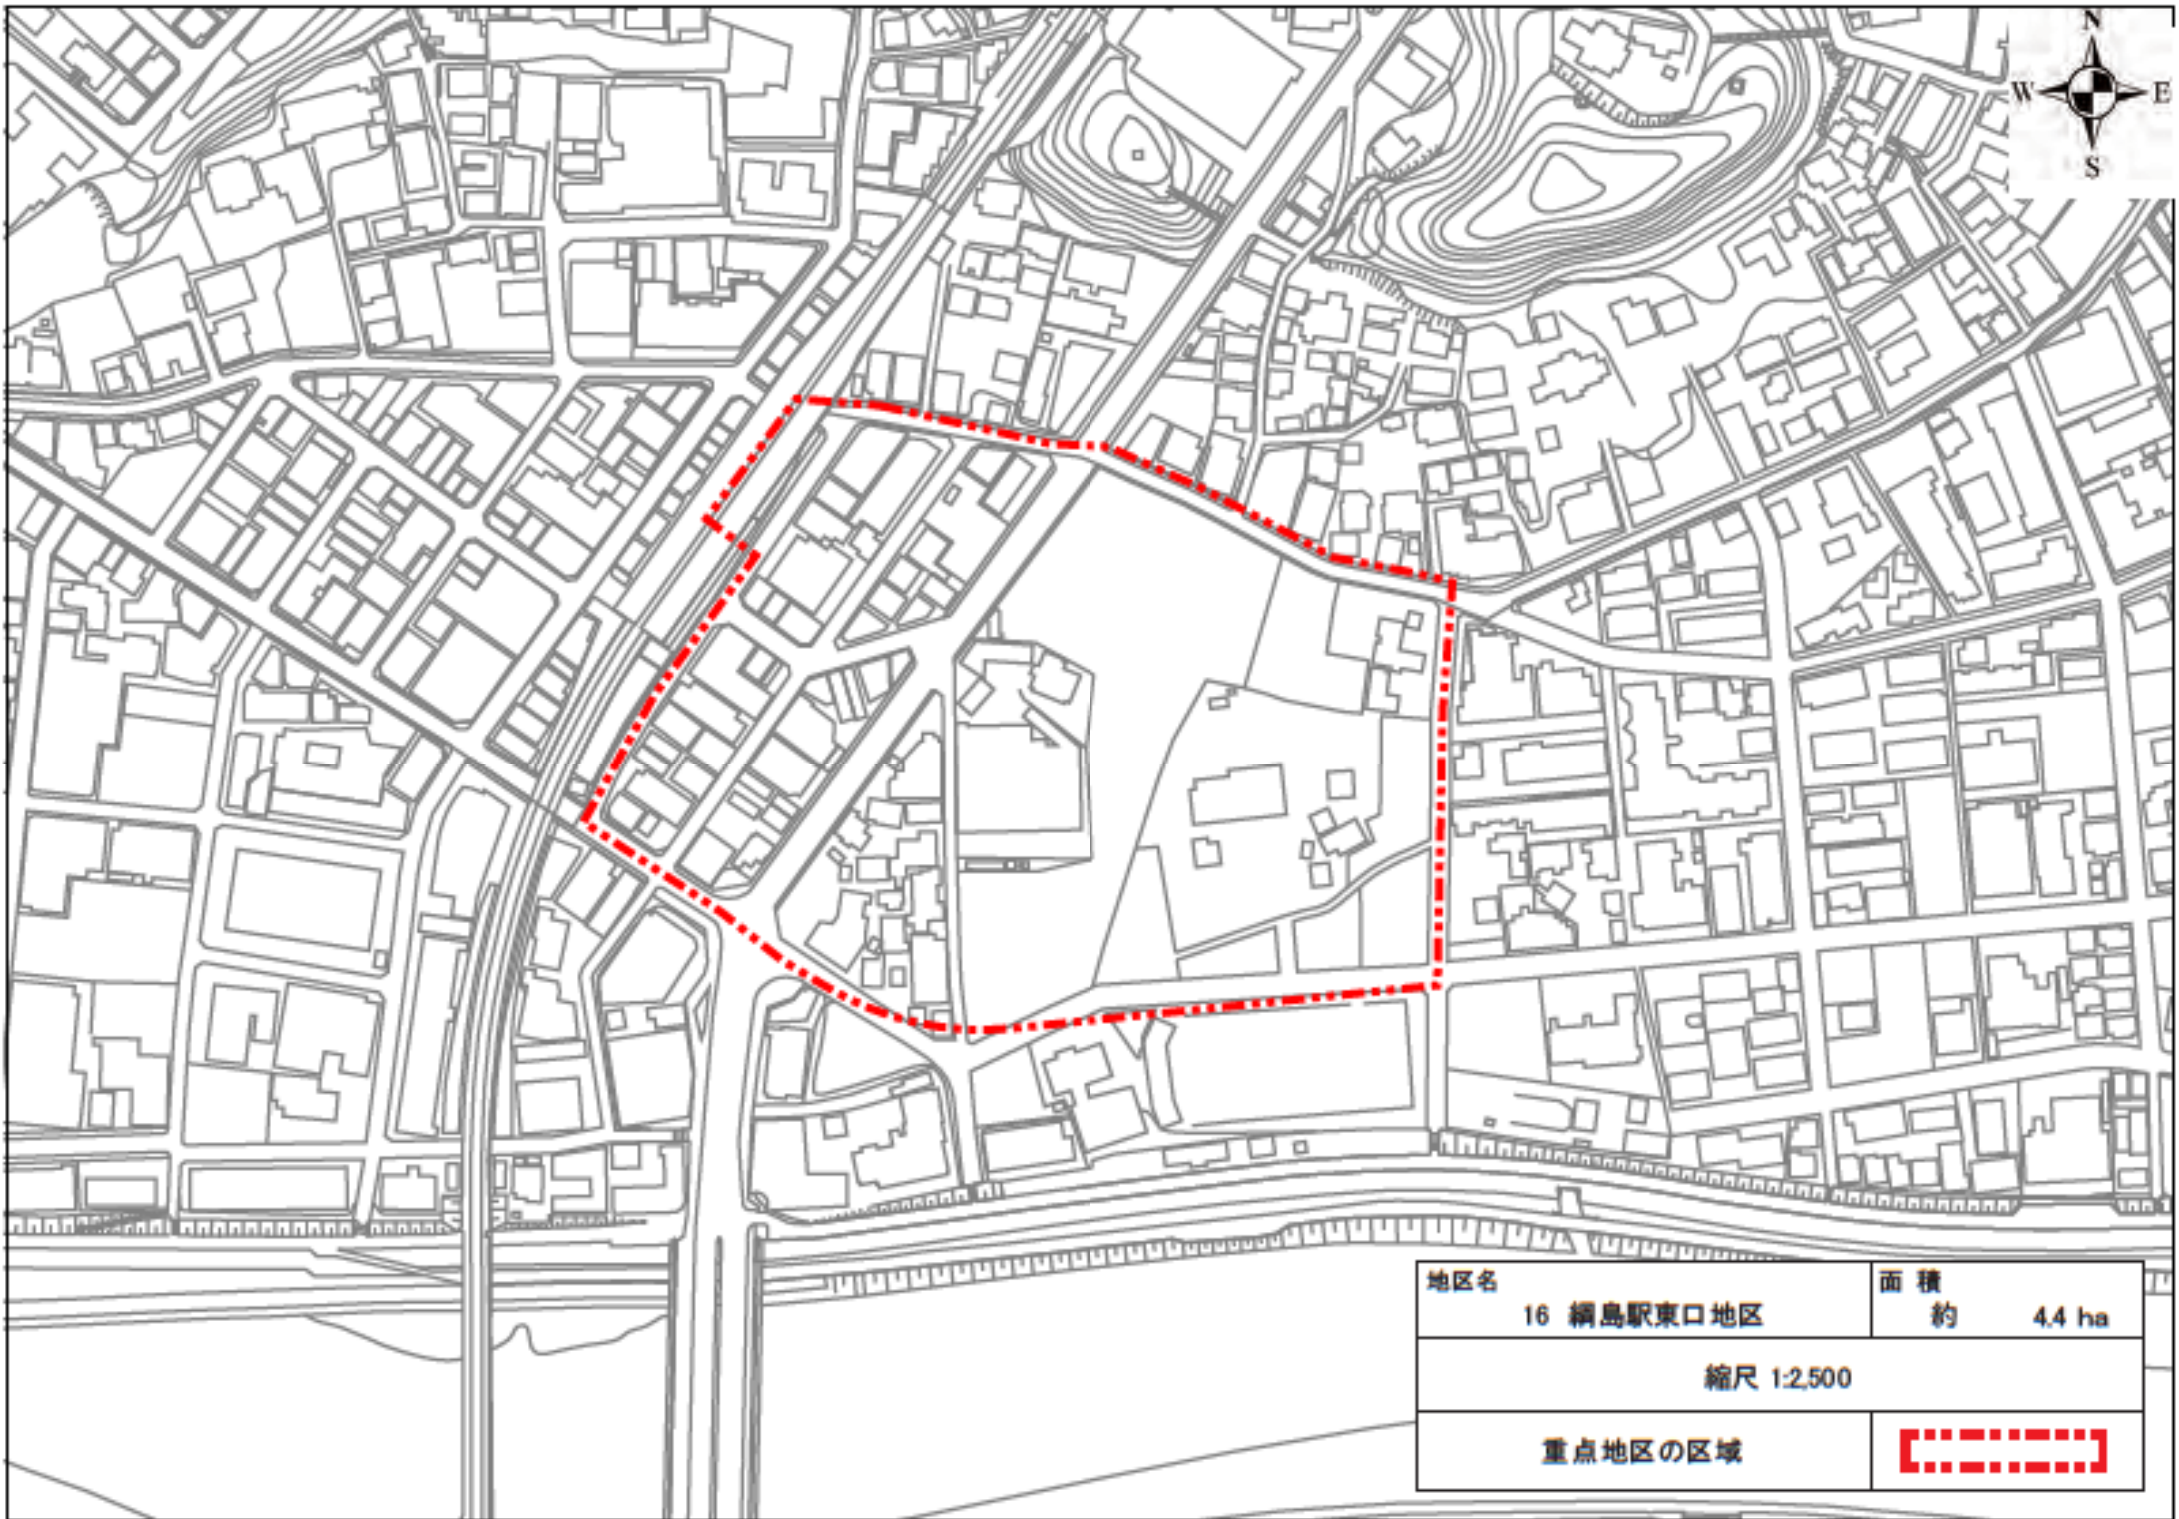 N
W E
S
地区名
16 綱島駅東口地区
面 積
約 4.4 ha
縮尺 1:2,500
重点地区の区域